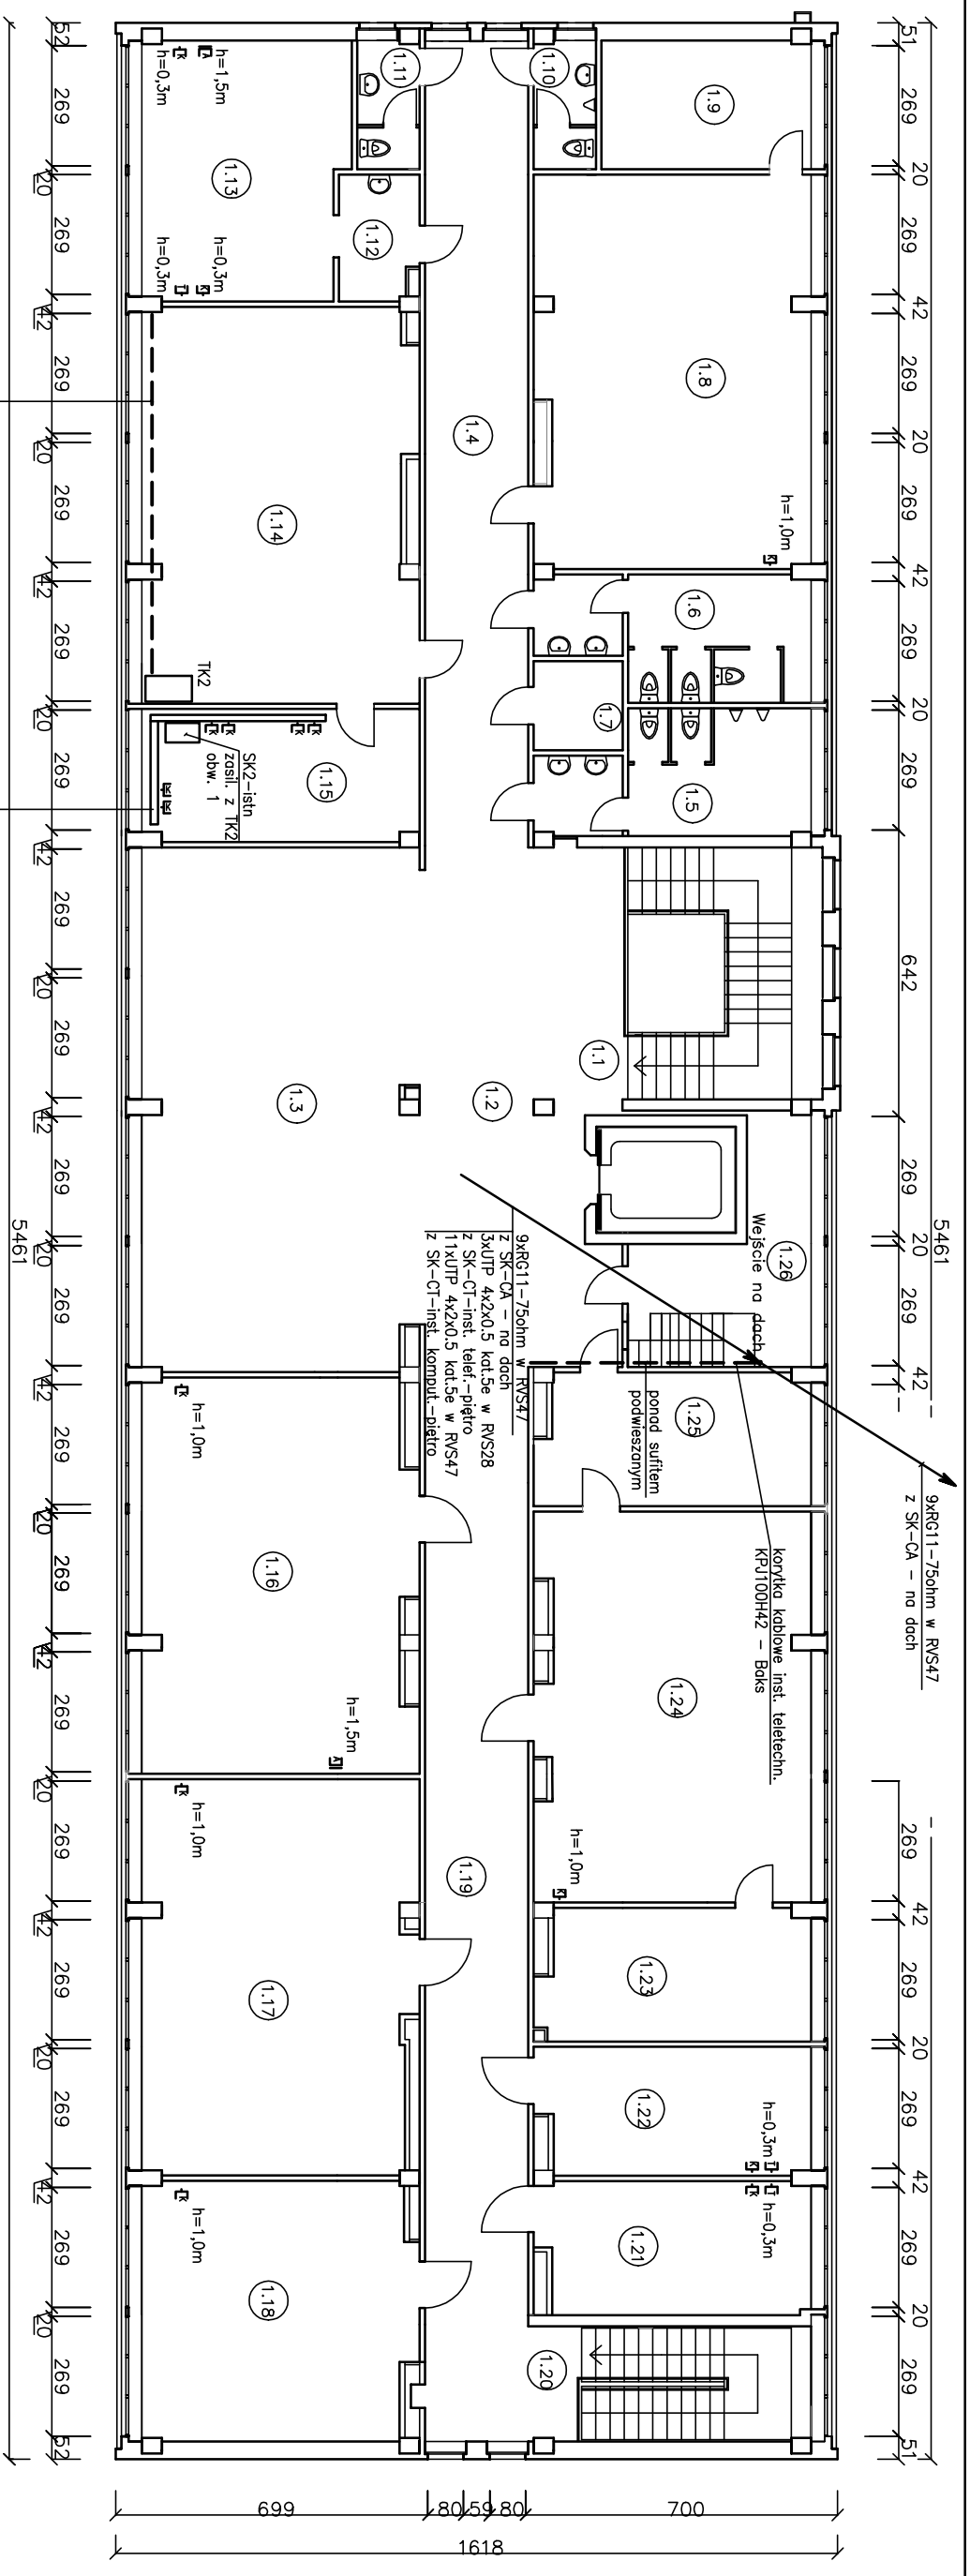 5461
9xRG11-75ohm w RVS47
z SK-CA - na dach
51 269 20 269 42 269 20 269 42 269 20 269 642 269 20 269 42 269 42 269 20 269 42 269 20 269 51
h=1,0m
Wejście na dach
1.26
korytka kablowe inst. teletechn.
KPJ100H42 - Baks
h=0,3m
T
K
h=0,3m
T
K
K
1.9
1.8
1.6
1.5
1.7
1.25
1.24
1.23
1.22
1.21
ponad sufitem
podwieszanym
1.1
h=1,0m
K
1.10
1.20
9xRG11-75ohm w RVS47
z SK-CA - na dach
3xUTP 4x2x0.5 kat.5e w RVS28
z SK-CT-inst. telef.-piętro
11xUTP 4x2x0.5 kat.5e w RVS47
z SK-CT-inst. komput.-piętro
1.4
1.2
1.19
1.11
1.12
1.15
h=1,5m
A
1.3
1.14
1.16
1.17
1.18
1.13
SK2-istn
zasil. z TK2
obw. 1
h=1,5m
A
h=0,3m
K
h=0,3m
K
h=0,3m
T
TK2
K
K
K
K
K
K
h=1,0m
K
h=1,0m
K
h=1,0m
K
52 269 20 269 42 269 20 269 42 269 20 269 42 269 20 269 42 269 20 269 42 269 20 269 42 269 20 269 42 269 20 269 42 269 20 269 52
5461
700
80
59
80
699
1618